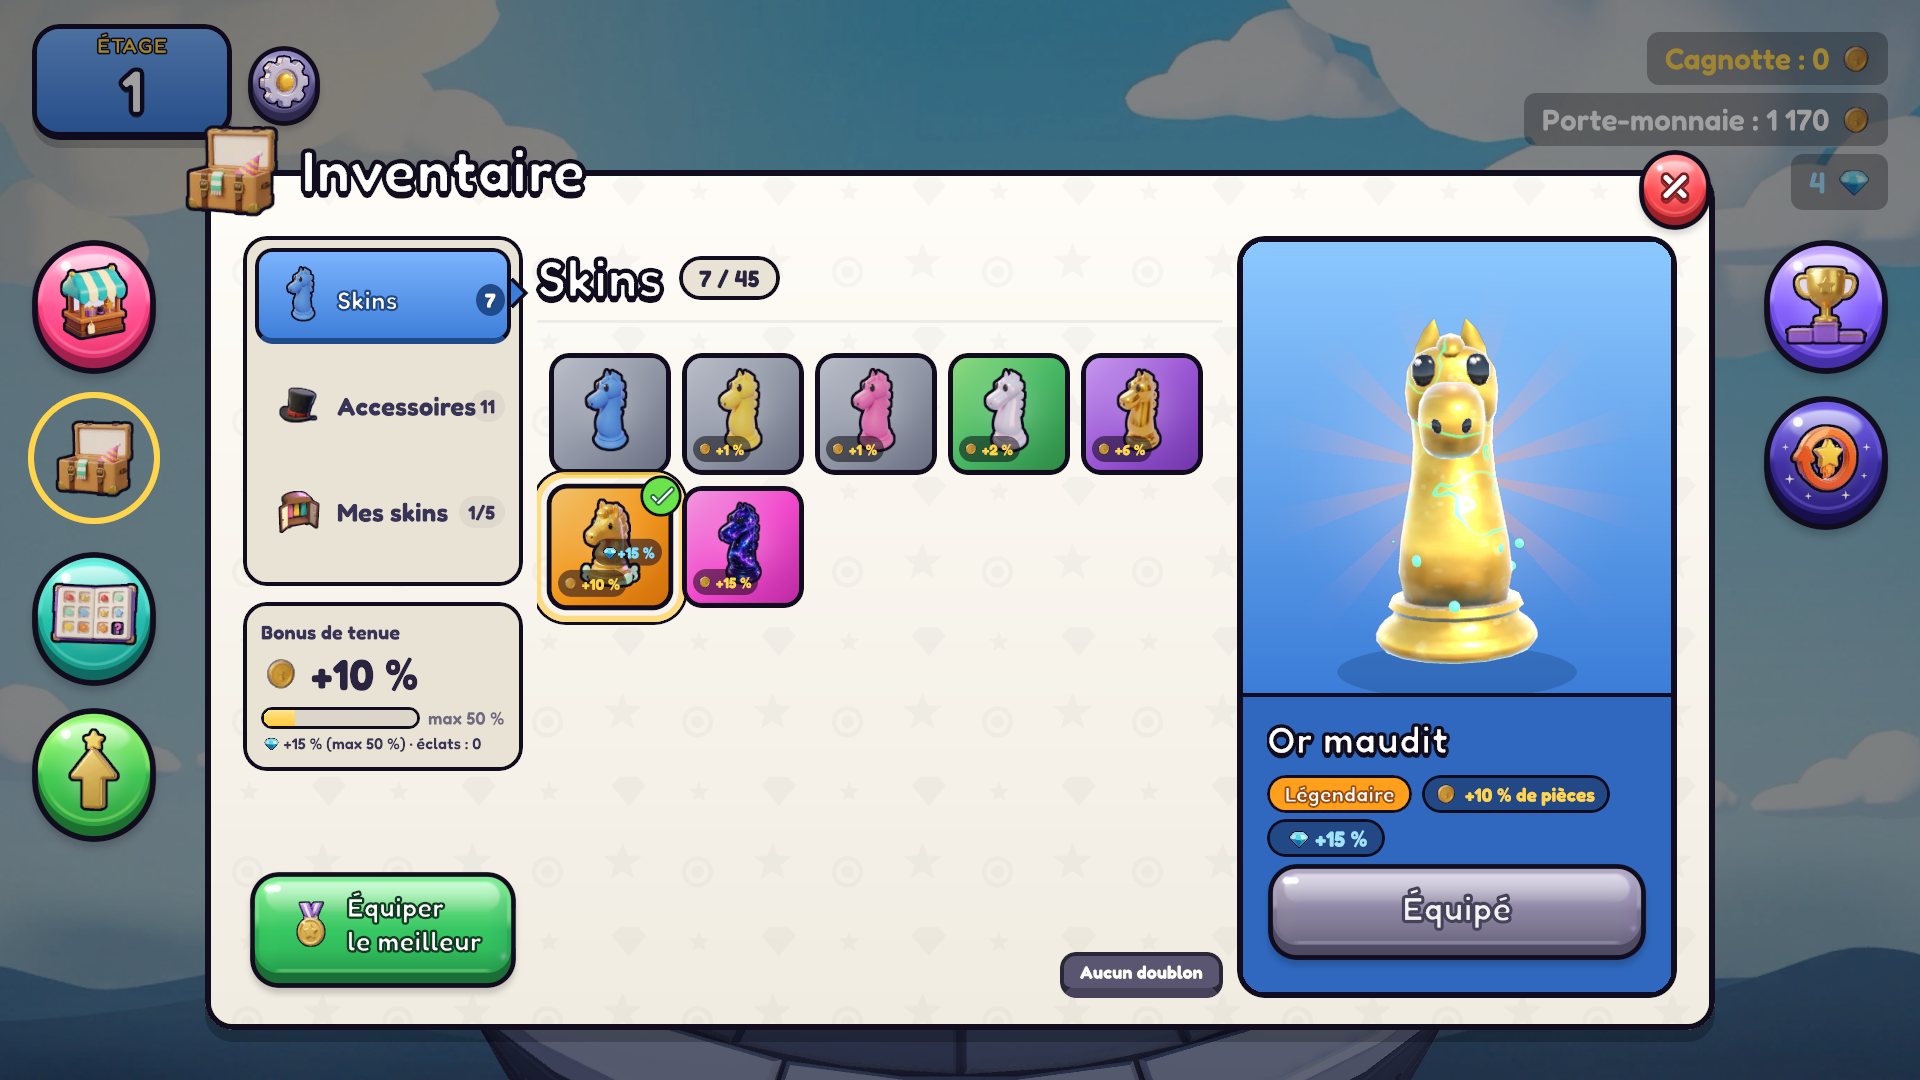 ÉTAGE
1
Cagnotte : 0
Porte-monnaie : 1 170
4
Inventaire
Skins 7
Accessoires 11
Mes skins 1/5
Bonus de tenue
+10 %
max 50 %
+15 % (max 50 %) · éclats : 0
Équiper
le meilleur
Skins 7 / 45
+1 %
+1 %
+2 %
+6 %
+15 %
+10 %
+15 %
?
Aucun doublon
Or maudit
Légendaire
+10 % de pièces
+15 %
Équipé